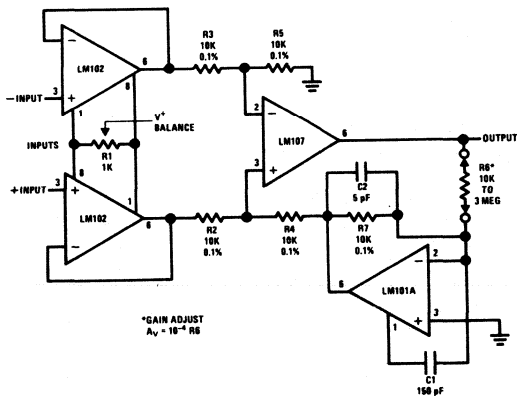 R3
10K
0.1%
R5
10K
0.1%
6
LM102
8
−INPUT
3
1
V+
BALANCE
INPUTS
R1
1K
2
LM107
6
OUTPUT
3
+INPUT
3
8
LM102
1
6
R6*
10K
TO
3 MEG
C2
5 pF
R2
10K
0.1%
R4
10K
0.1%
R7
10K
0.1%
2
6
LM101A
3
1
*GAIN ADJUST
AV = 10−4 R6
C1
150 pF